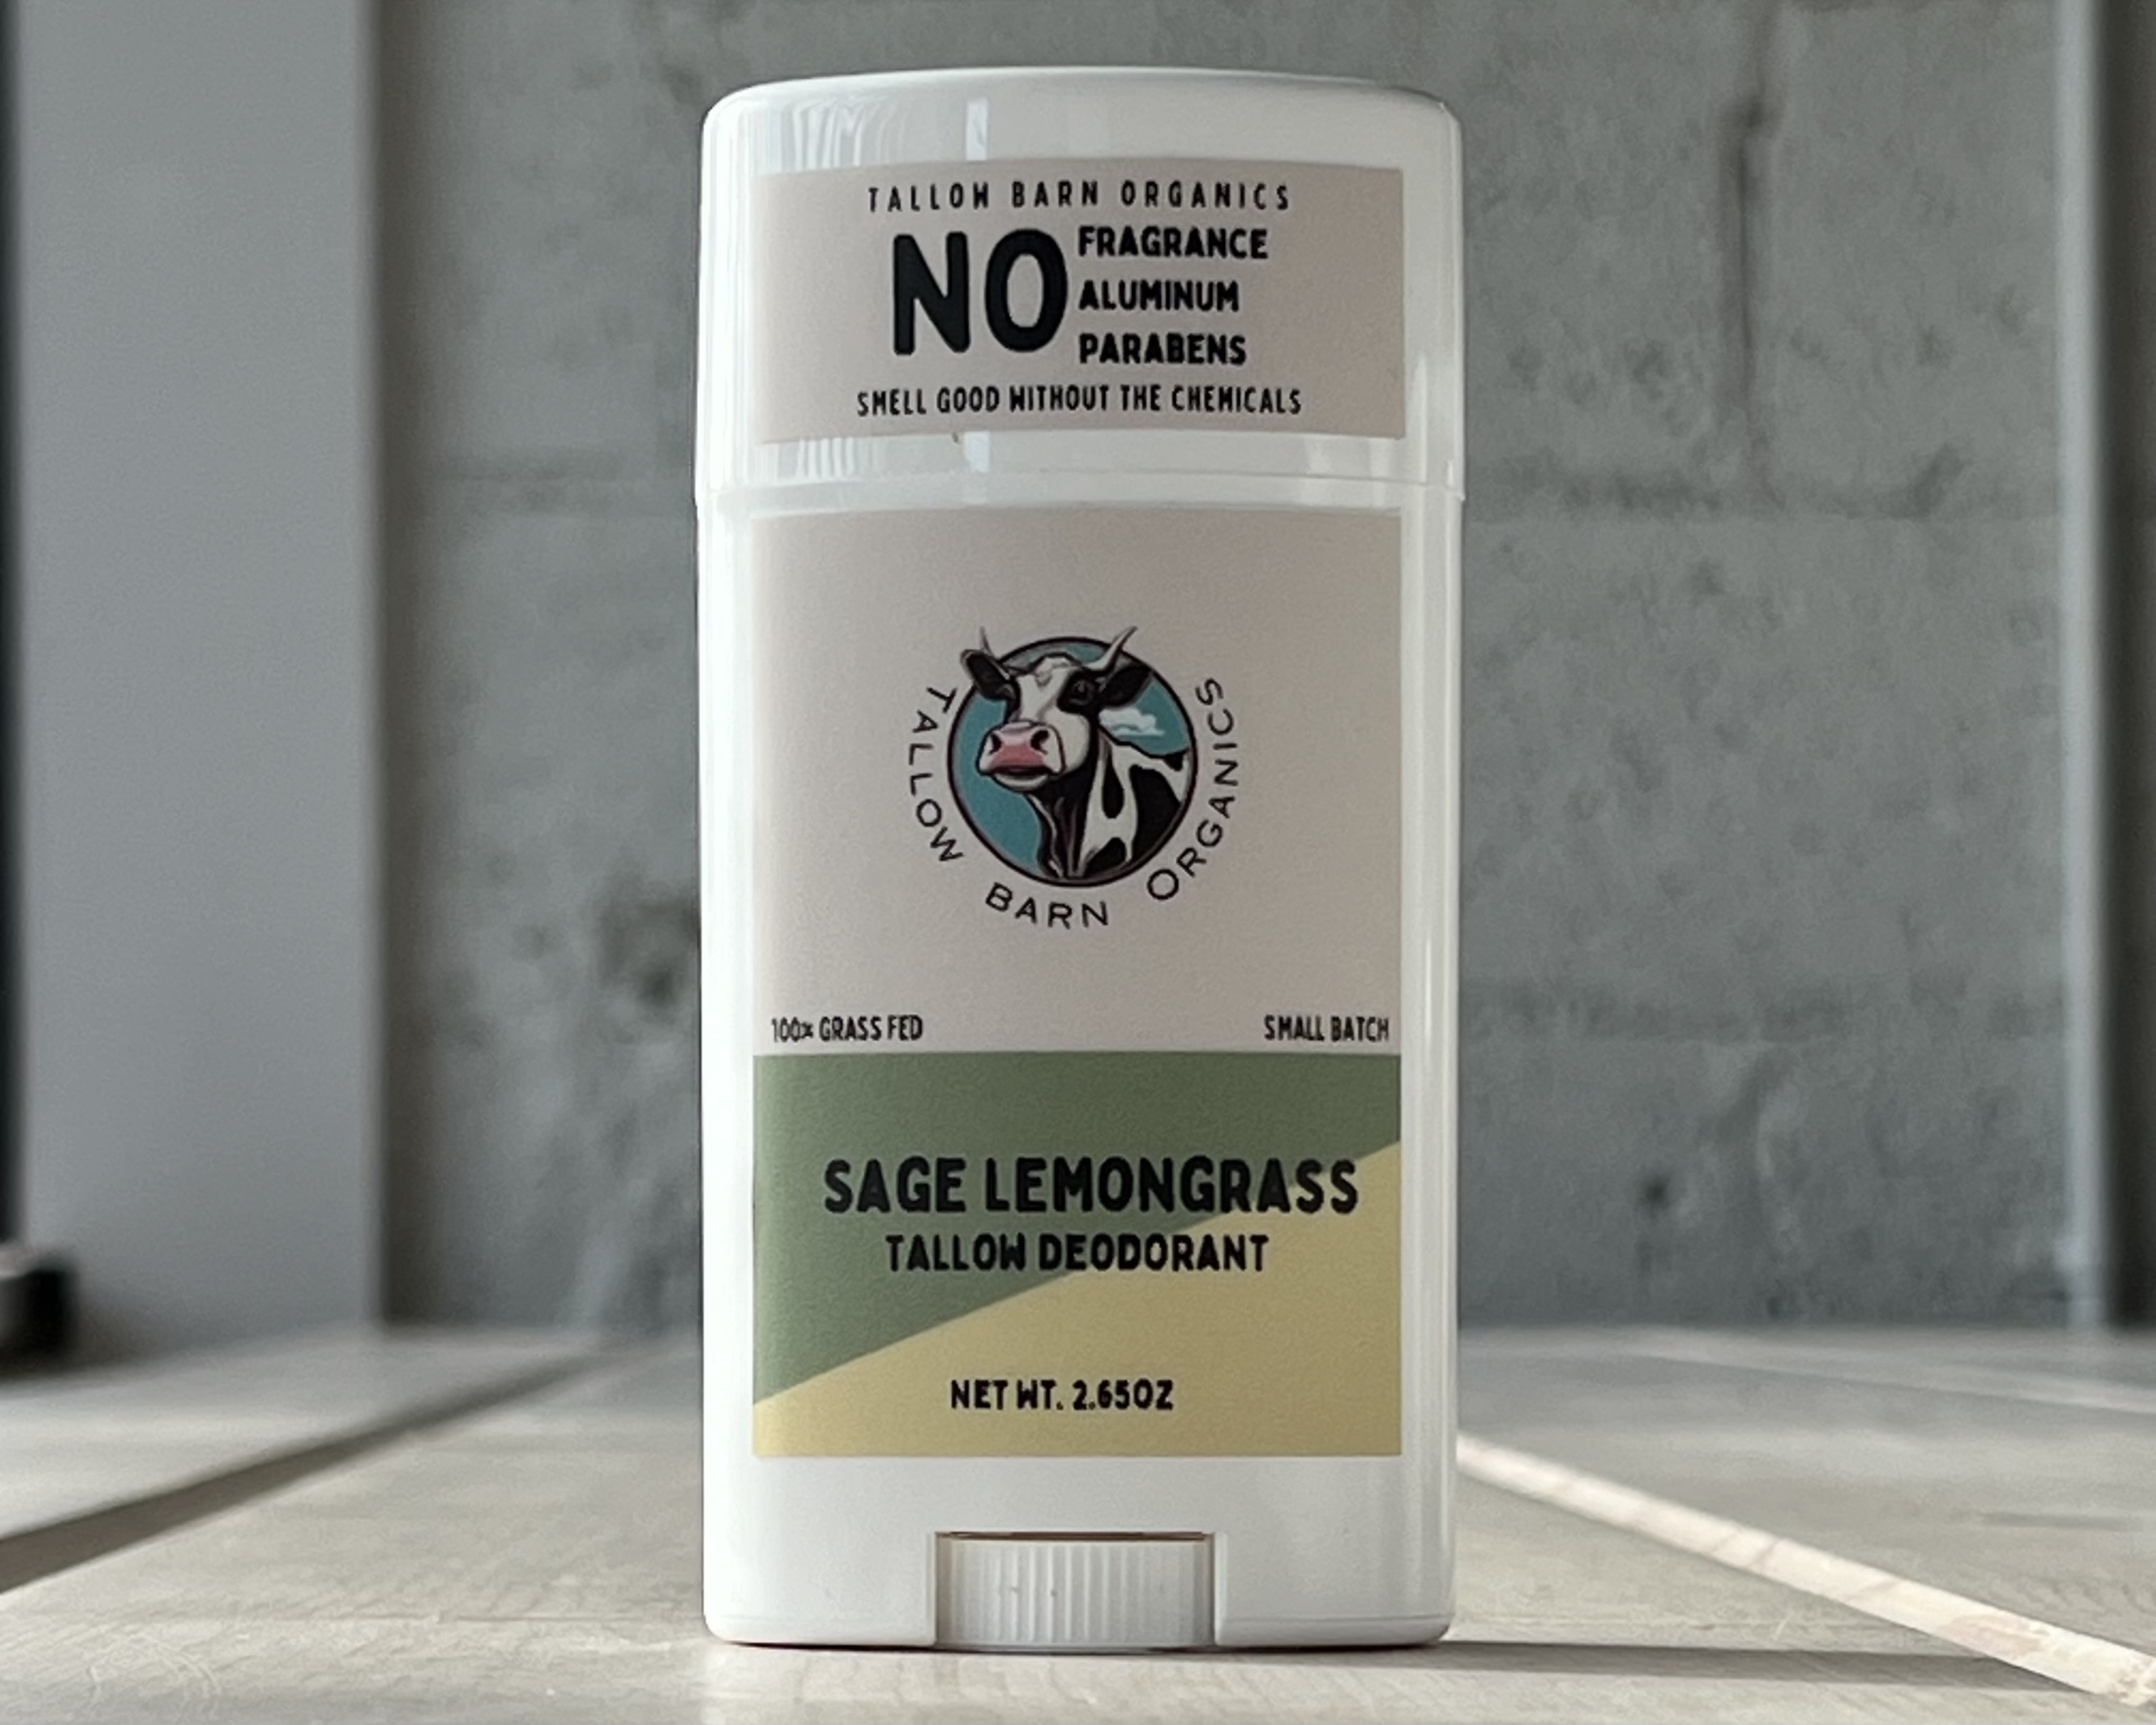 TALLOW BARN ORGANICS
NO
FRAGRANCE
ALUMINUM
PARABENS
SMELL GOOD WITHOUT THE CHEMICALS
TALLOW BARN ORGANICS
100% GRASS FED
SMALL BATCH
SAGE LEMONGRASS
TALLOW DEODORANT
NET WT. 2.65OZ